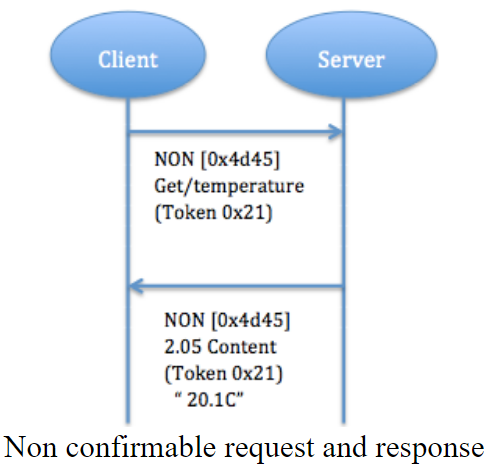 Client
Server
NON [0x4d45]
Get/temperature
(Token 0x21)
NON [0x4d45]
2.05 Content
(Token 0x21)
“ 20.1C”
Non confirmable request and response